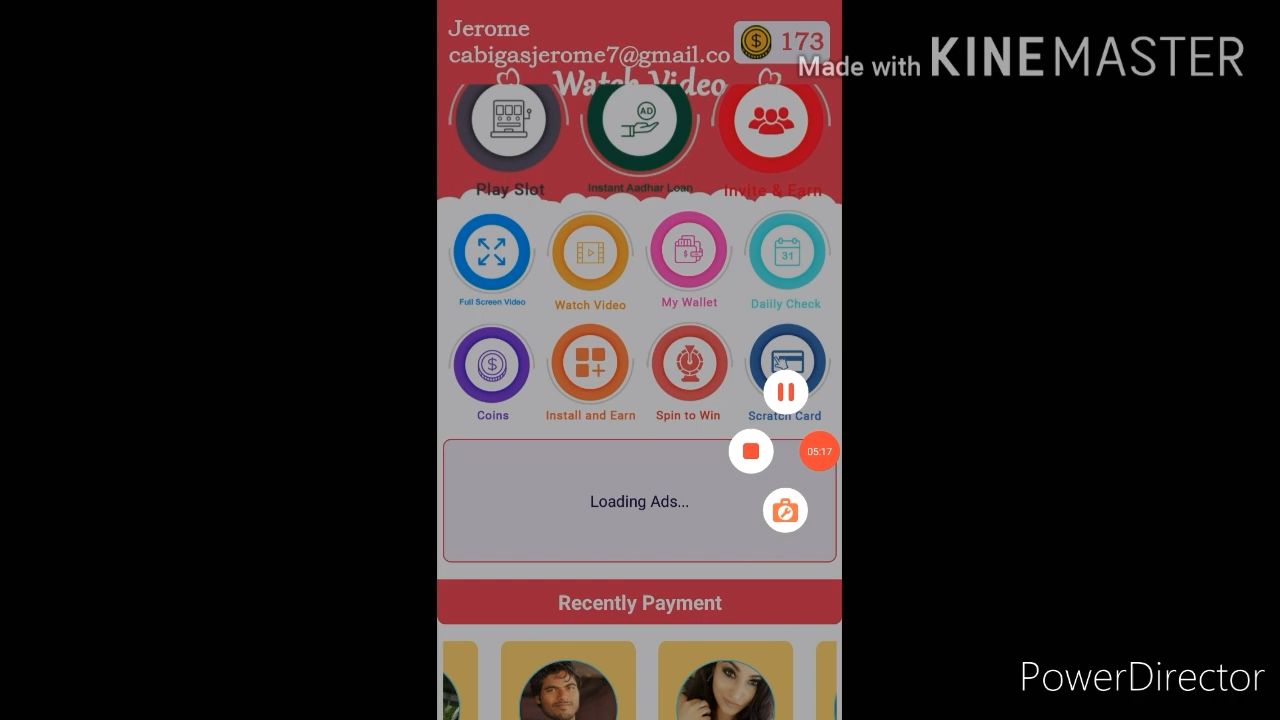 Jerome
cabigasjerome7@gmail.co
173
Made with KINEMASTER
Watch Video
AD
Play Slot
Instant Aadhar Loan
Invite & Earn
31
Full Screen Video
Watch Video
My Wallet
Daiily Check
Coins
Install and Earn
Spin to Win
Scratch Card
05:17
Loading Ads...
Recently Payment
PowerDirector